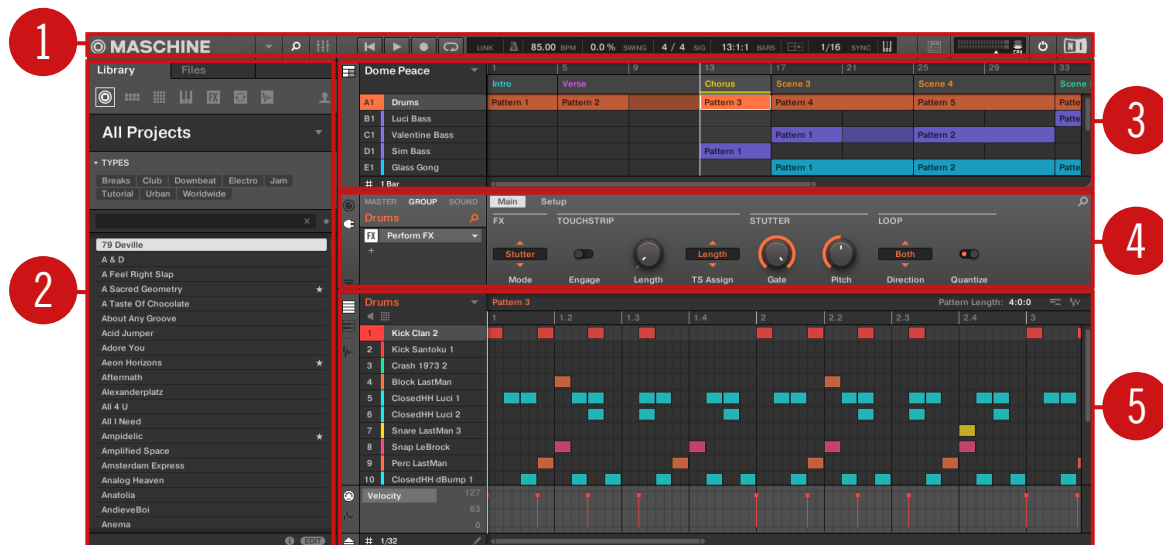 1
MASCHINE
LINK 85.00 BPM 0.0 % SWING 4 / 4 SIG 13:1:1 BARS 1/16 SYNC
CPU
NI
2
Library Files
FX
All Projects
TYPES
Breaks Club Downbeat Electro Jam
Tutorial Urban Worldwide
79 Deville
A & D
A Feel Right Slap
A Sacred Geometry
A Taste Of Chocolate
About Any Groove
Acid Jumper
Adore You
Aeon Horizons
Aftermath
Alexanderplatz
All 4 U
All I Need
Ampidelic
Amplified Space
Amsterdam Express
Analog Heaven
Anatolia
AndieveBoi
Anema
EDIT
3
Dome Peace
1 5 9 13 17 21 25 29 33
Intro Verse Chorus Scene 3 Scene 4 Scene
A1 Drums Pattern 1 Pattern 2 Pattern 3 Pattern 4 Pattern 5 Patte
B1 Luci Bass Patte
C1 Valentine Bass Pattern 1 Pattern 2
D1 Sim Bass Pattern 1
E1 Glass Gong Pattern 1 Pattern 2 Patte
# 1 Bar
4
MASTER GROUP SOUND Main Setup
Drums FX TOUCHSTRIP STUTTER LOOP
FX Perform FX
+
Stutter Length Both
Mode Engage Length TS Assign Gate Pitch Direction Quantize
5
Drums Pattern 3 Pattern Length: 4:0:0
1 1.2 1.3 1.4 2 2.2 2.3 2.4 3
1 Kick Clan 2
2 Kick Santoku 1
3 Crash 1973 2
4 Block LastMan
5 ClosedHH Luci 1
6 ClosedHH Luci 2
7 Snare LastMan 3
8 Snap LeBrock
9 Perc LastMan
10 ClosedHH dBump 1
Velocity 127
63
0
# 1/32